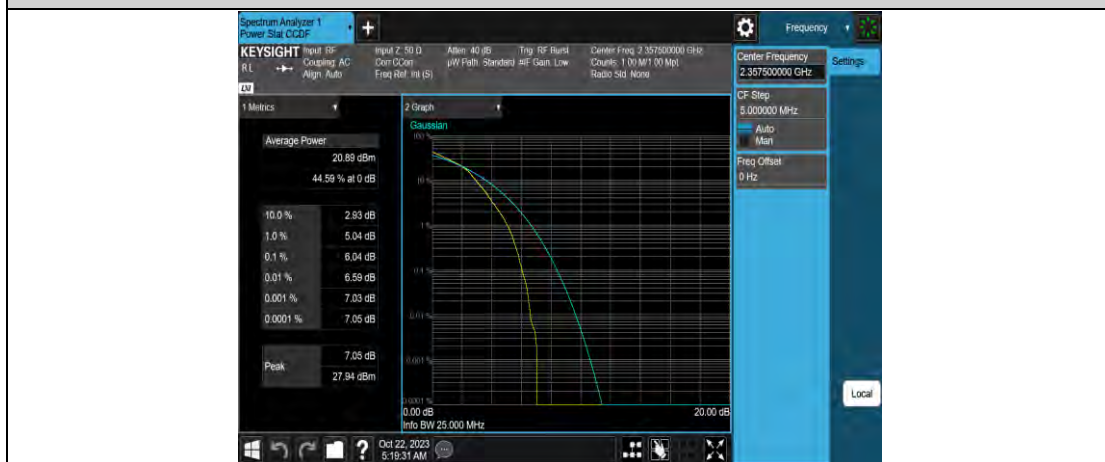 Spectrum Analyzer 1
Power Stat CCDF
Frequency
KEYSIGHT
RL
Input: RF
Coupling: AC
Align: Auto
Input Z: 50 Ω
Corr CCorr
Freq Ref: Int (S)
Atten: 40 dB
µW Path: Standard
Trig: RF Burst
#IF Gain: Low
Center Freq: 2.357500000 GHz
Counts: 1.00 M/1.00 Mpt
Radio Std: None
LXI
1 Metrics
Average Power
20.89 dBm
44.59 % at 0 dB
10.0 % 2.93 dB
1.0 % 5.04 dB
0.1 % 6.04 dB
0.01 % 6.59 dB
0.001 % 7.03 dB
0.0001 % 7.05 dB
Peak
7.05 dB
27.94 dBm
2 Graph
Gaussian
100 %
10 %
1 %
0.1 %
0.01 %
0.001 %
0.0001 %
0.00 dB 20.00 dB
Info BW 25.000 MHz
Center Frequency
2.357500000 GHz
Settings
CF Step
5.000000 MHz
Auto
Man
Freq Offset
0 Hz
Local
Oct 22, 2023
5:19:31 AM